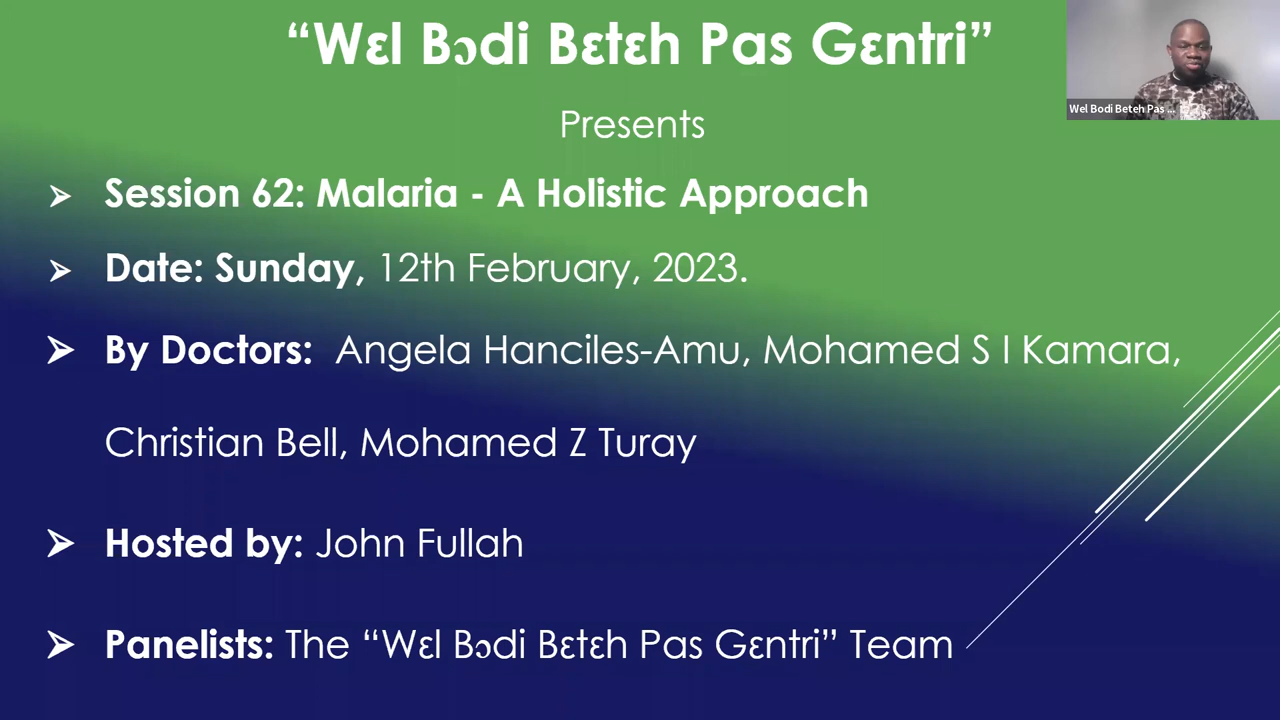 “Wɛl Bɔdi Bɛtɛh Pas Gɛntri”
Wel Bodi Beteh Pas ...
Presents
➢ Session 62: Malaria - A Holistic Approach
➢ Date: Sunday, 12th February, 2023.
➢ By Doctors: Angela Hanciles-Amu, Mohamed S I Kamara,
Christian Bell, Mohamed Z Turay
➢ Hosted by: John Fullah
➢ Panelists: The “Wɛl Bɔdi Bɛtɛh Pas Gɛntri” Team